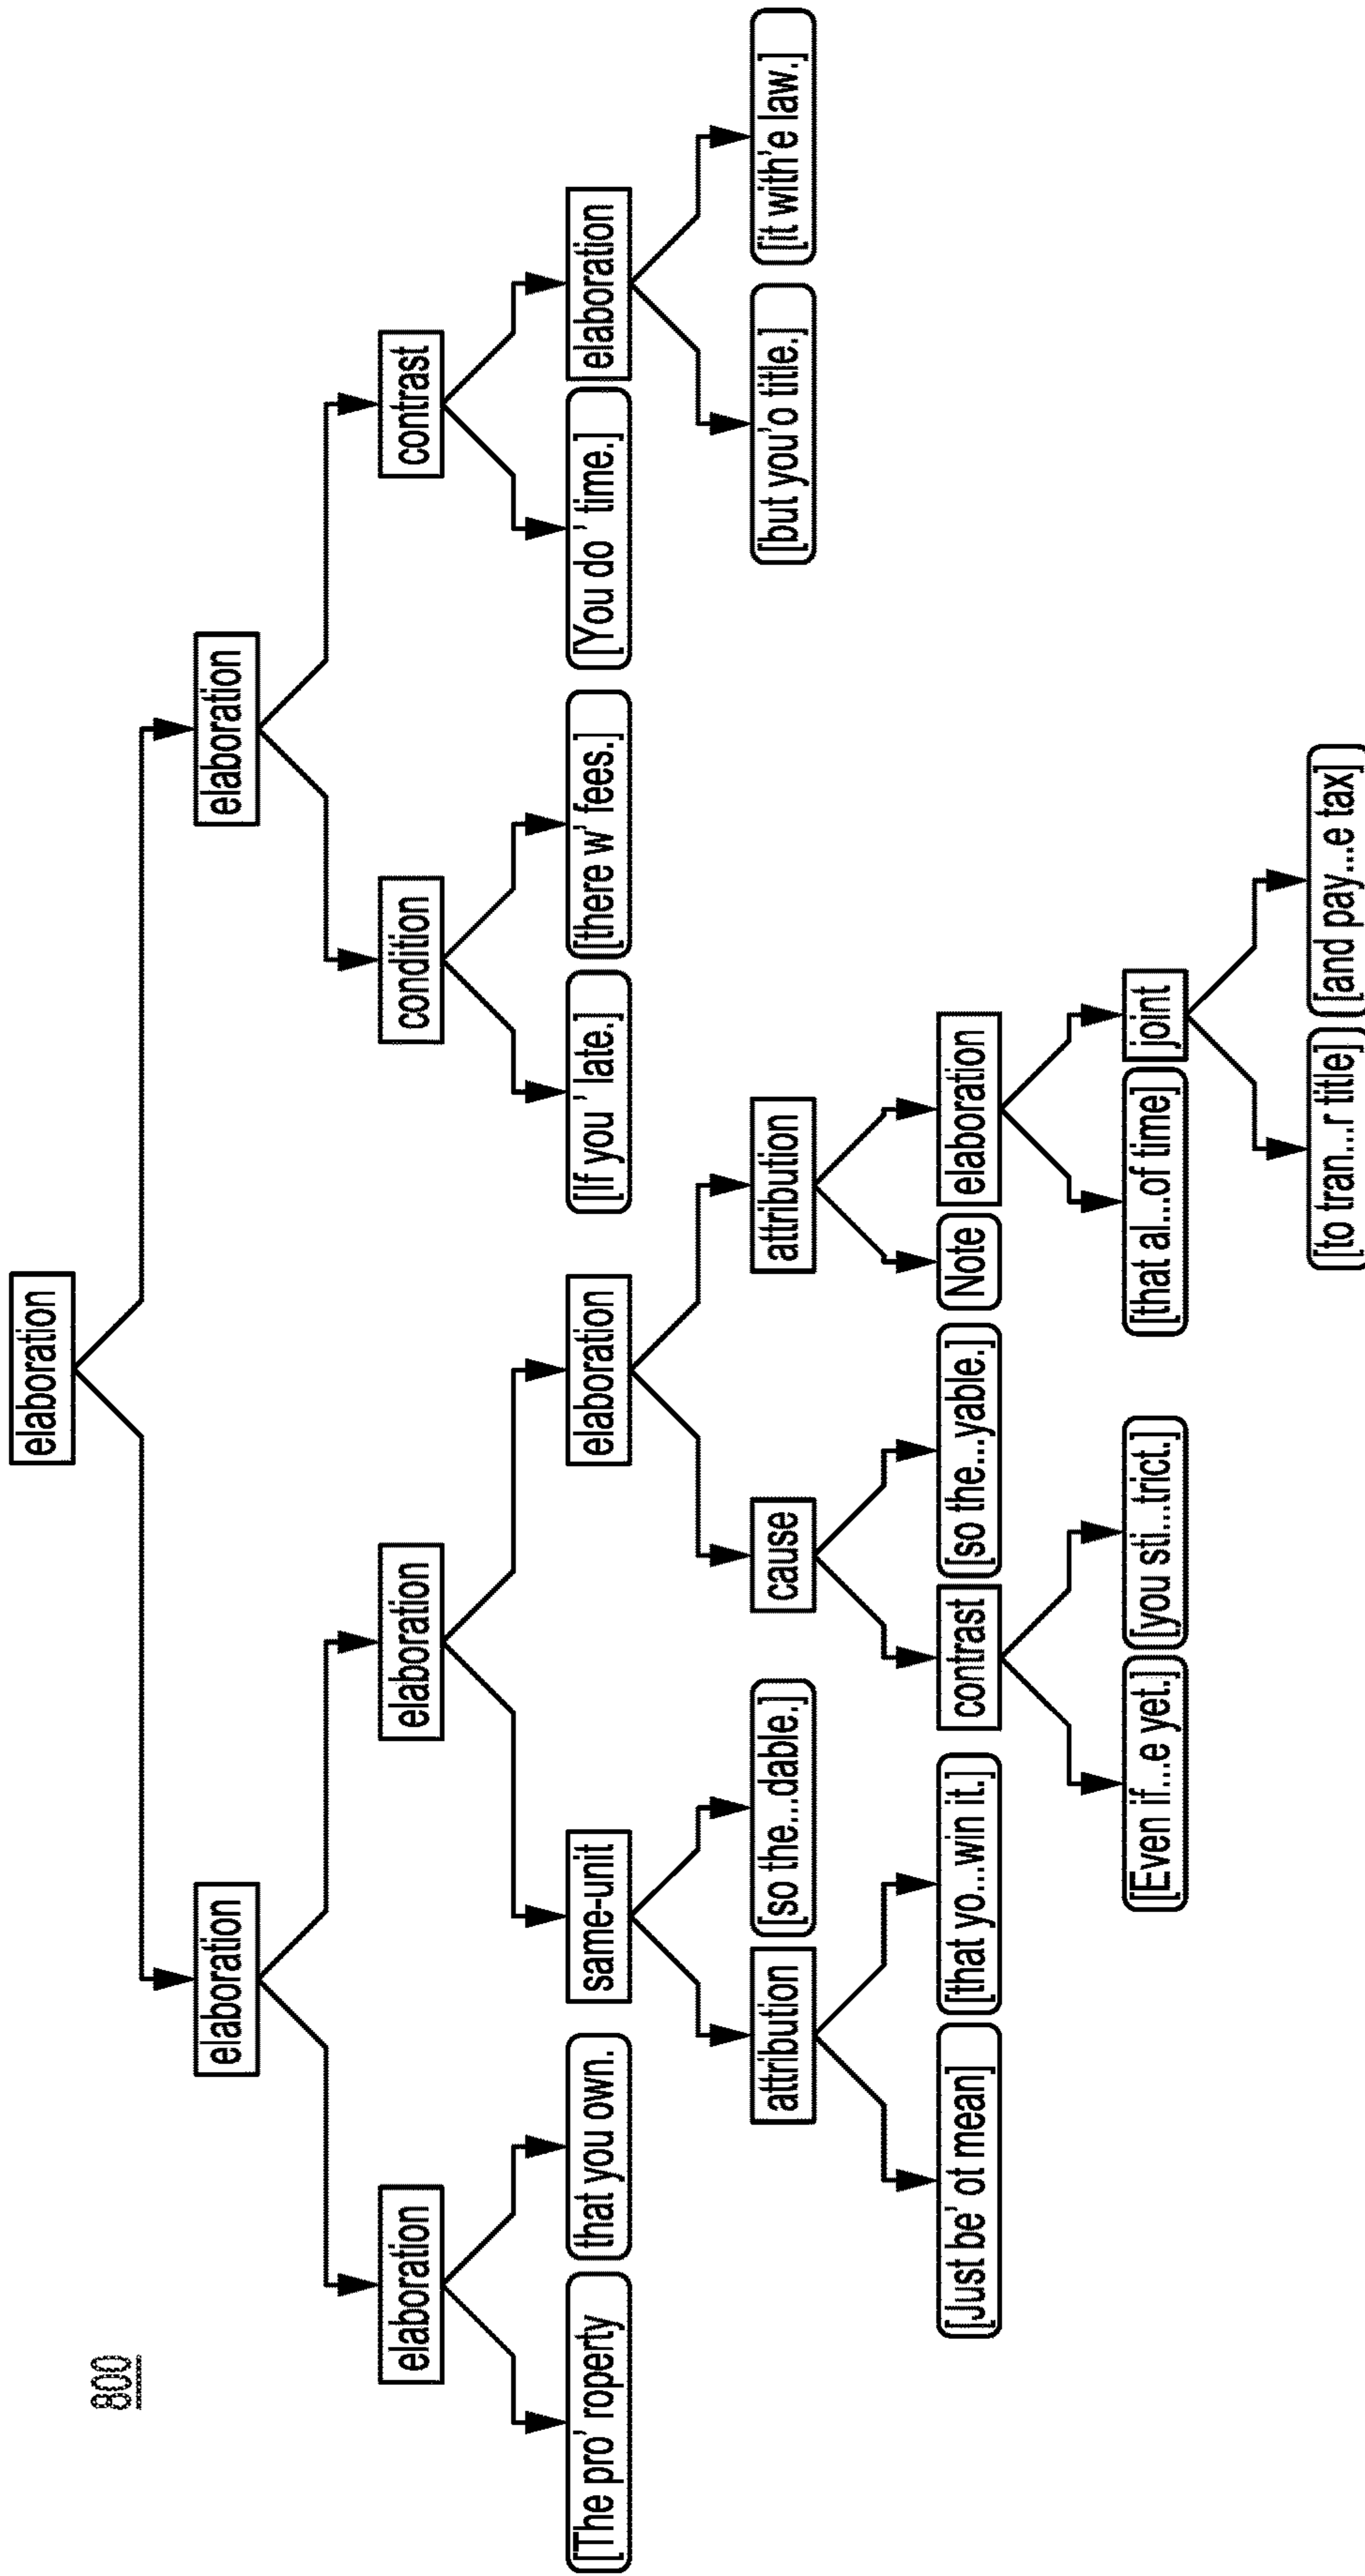 800
elaboration
elaboration
elaboration
elaboration
elaboration
condition
contrast
[The pro' roperty
that you own.
same-unit
elaboration
[If you ' late.]
[there w' fees.]
[You do ' time.]
elaboration
attribution
[so the...dable.]
cause
attribution
[but you'o title.]
[it with'e law.]
[Just be' ot mean]
[that yo...win it.]
contrast
[so the...yable.]
Note
elaboration
[Even if...e yet.]
[you sti...trict.]
[that al...of time]
joint
[to tran...r title]
[and pay...e tax]